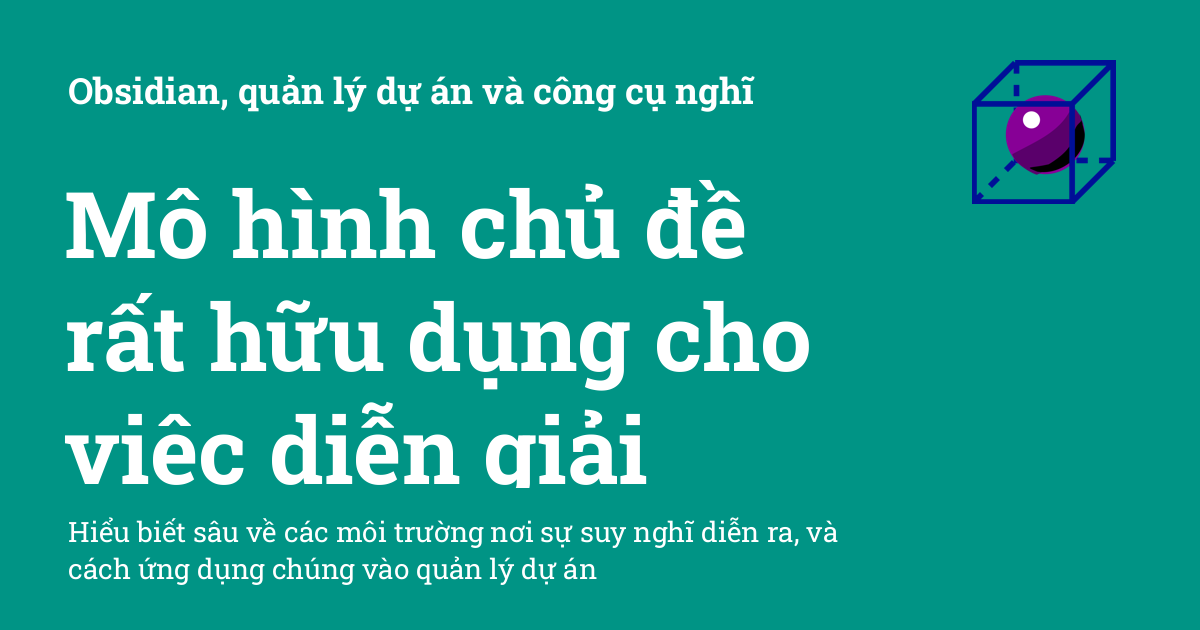 Obsidian, quản lý dự án và công cụ nghĩ
Mô hình chủ đề
rất hữu dụng cho
việc diễn giải
Hiểu biết sâu về các môi trường nơi sự suy nghĩ diễn ra, và
cách ứng dụng chúng vào quản lý dự án